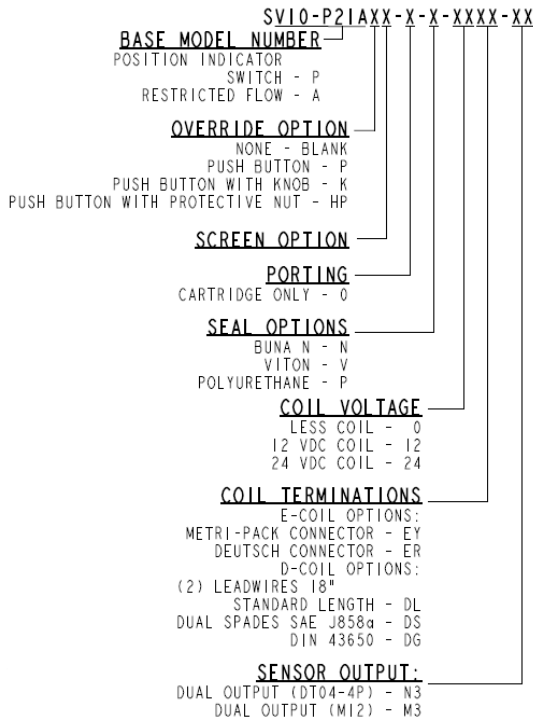 SV10-P21AXX-X-X-XXXX-XX
BASE MODEL NUMBER
POSITION INDICATOR
SWITCH - P
RESTRICTED FLOW - A
OVERRIDE OPTION
NONE - BLANK
PUSH BUTTON - P
PUSH BUTTON WITH KNOB - K
PUSH BUTTON WITH PROTECTIVE NUT - HP
SCREEN OPTION
PORTING
CARTRIDGE ONLY - 0
SEAL OPTIONS
BUNA N - N
VITON - V
POLYURETHANE - P
COIL VOLTAGE
LESS COIL - 0
12 VDC COIL - 12
24 VDC COIL - 24
COIL TERMINATIONS
E-COIL OPTIONS:
METRI-PACK CONNECTOR - EY
DEUTSCH CONNECTOR - ER
D-COIL OPTIONS:
(2) LEADWIRES 18"
STANDARD LENGTH - DL
DUAL SPADES SAE J858a - DS
DIN 43650 - DG
SENSOR OUTPUT:
DUAL OUTPUT (DT04-4P) - N3
DUAL OUTPUT (M12) - M3